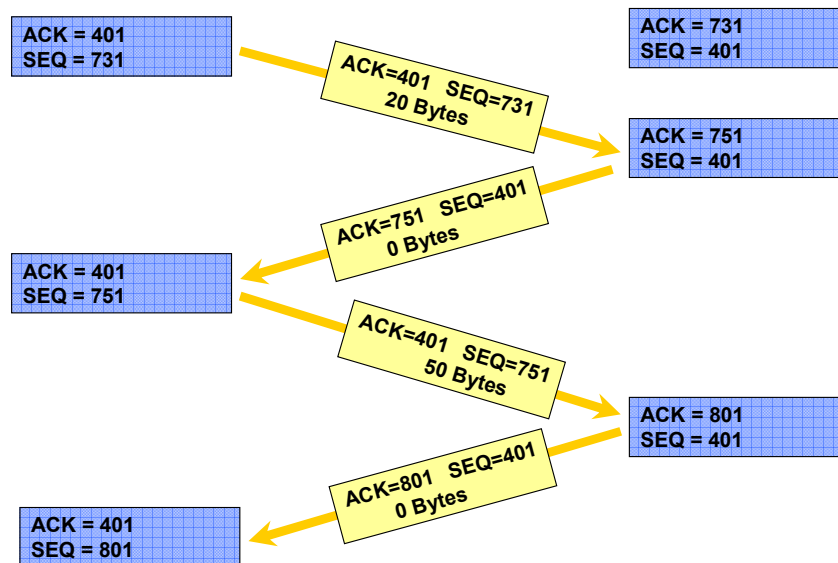 ACK = 401
SEQ = 731
ACK = 731
SEQ = 401
ACK=401 SEQ=731
20 Bytes
ACK = 751
SEQ = 401
ACK=751 SEQ=401
0 Bytes
ACK = 401
SEQ = 751
ACK=401 SEQ=751
50 Bytes
ACK = 801
SEQ = 401
ACK=801 SEQ=401
0 Bytes
ACK = 401
SEQ = 801